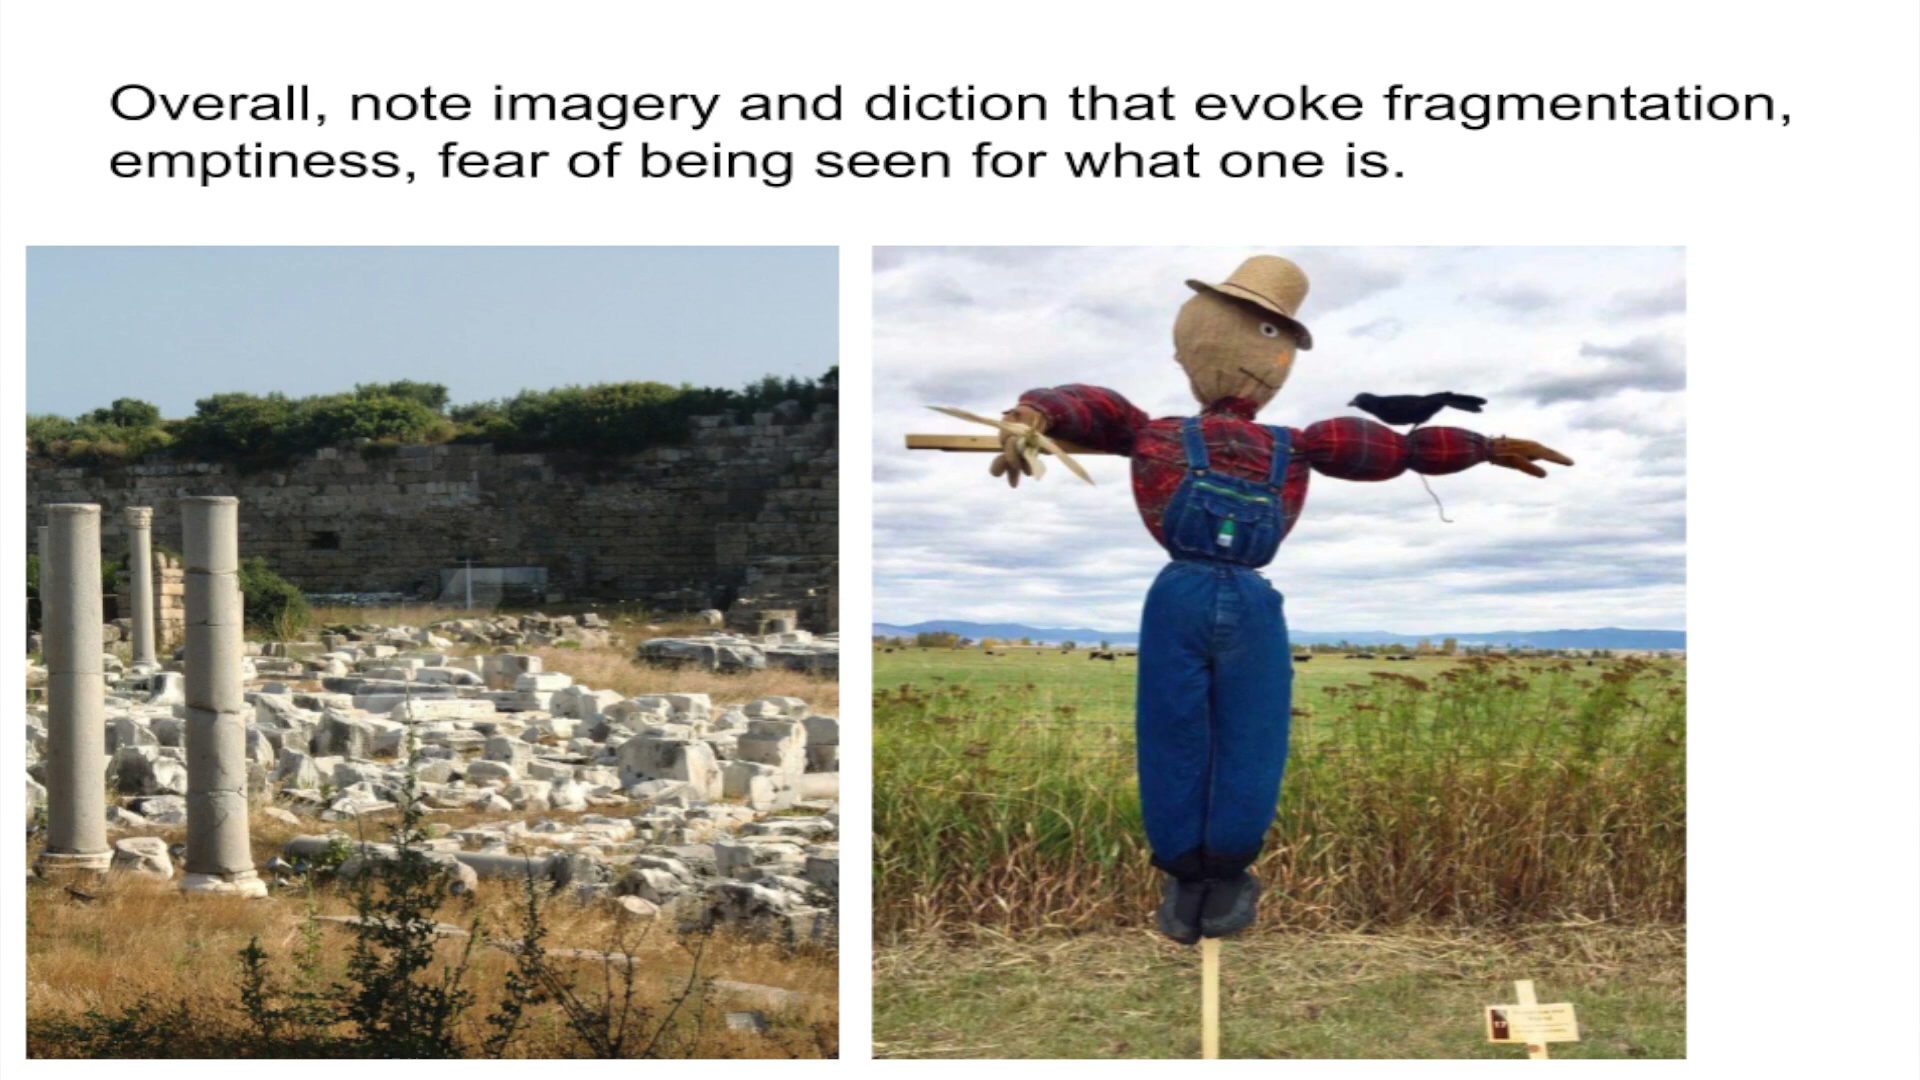 Overall, note imagery and diction that evoke fragmentation,
emptiness, fear of being seen for what one is.